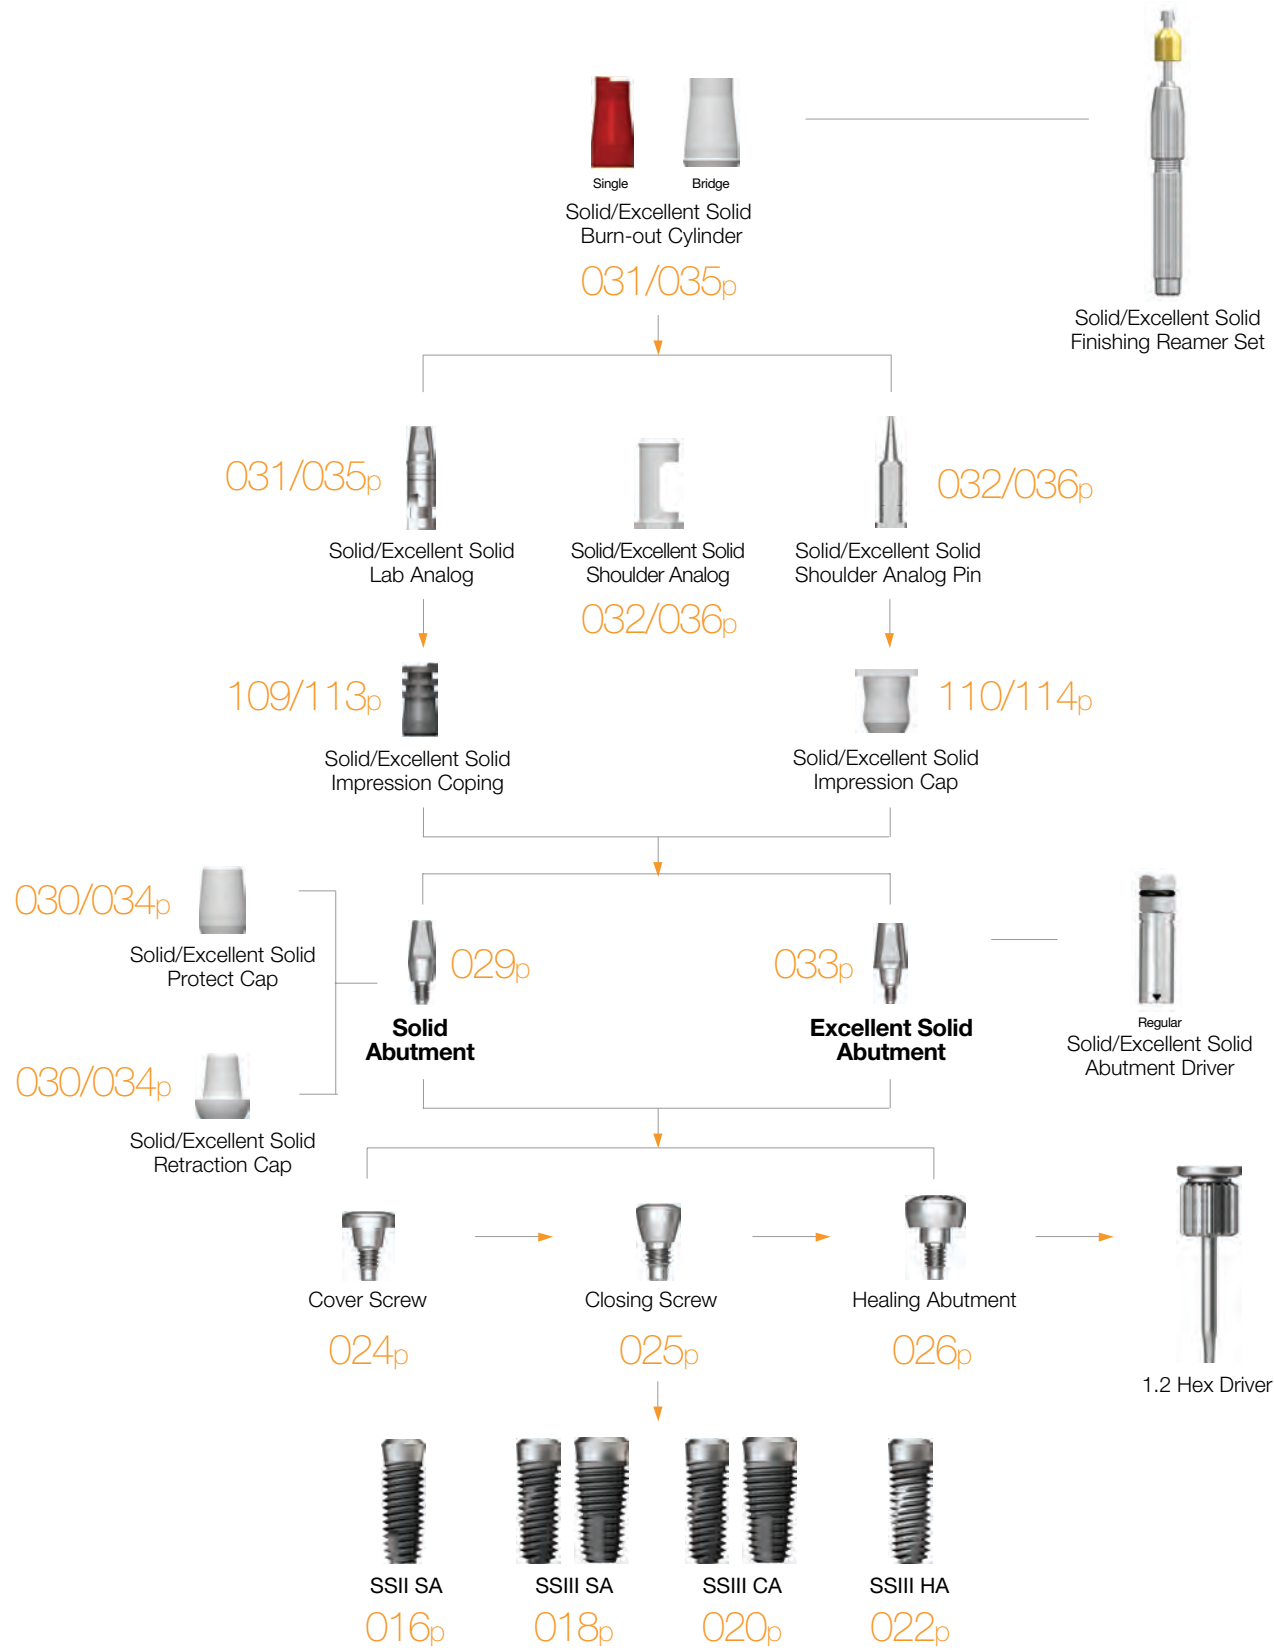 Single
Bridge
Solid/Excellent Solid
Burn-out Cylinder
031/035p
Solid/Excellent Solid
Finishing Reamer Set
031/035p
Solid/Excellent Solid
Lab Analog
Solid/Excellent Solid
Shoulder Analog
032/036p
032/036p
Solid/Excellent Solid
Shoulder Analog Pin
109/113p
Solid/Excellent Solid
Impression Coping
110/114p
Solid/Excellent Solid
Impression Cap
030/034p
Solid/Excellent Solid
Protect Cap
029p
Solid
Abutment
033p
Excellent Solid
Abutment
Regular
Solid/Excellent Solid
Abutment Driver
030/034p
Solid/Excellent Solid
Retraction Cap
Cover Screw
024p
Closing Screw
025p
Healing Abutment
026p
1.2 Hex Driver
SSII SA
016p
SSIII SA
018p
SSIII CA
020p
SSIII HA
022p